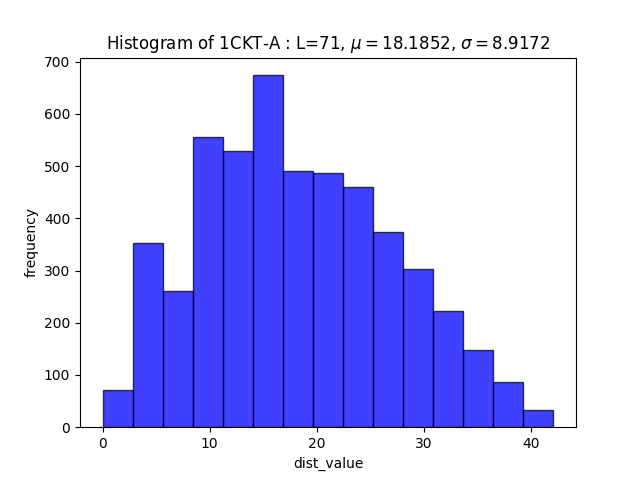 Histogram of 1CKT-A : L=71, μ = 18.1852, σ = 8.9172
700
600
500
400
300
200
100
0
frequency
0 10 20 30 40
dist_value